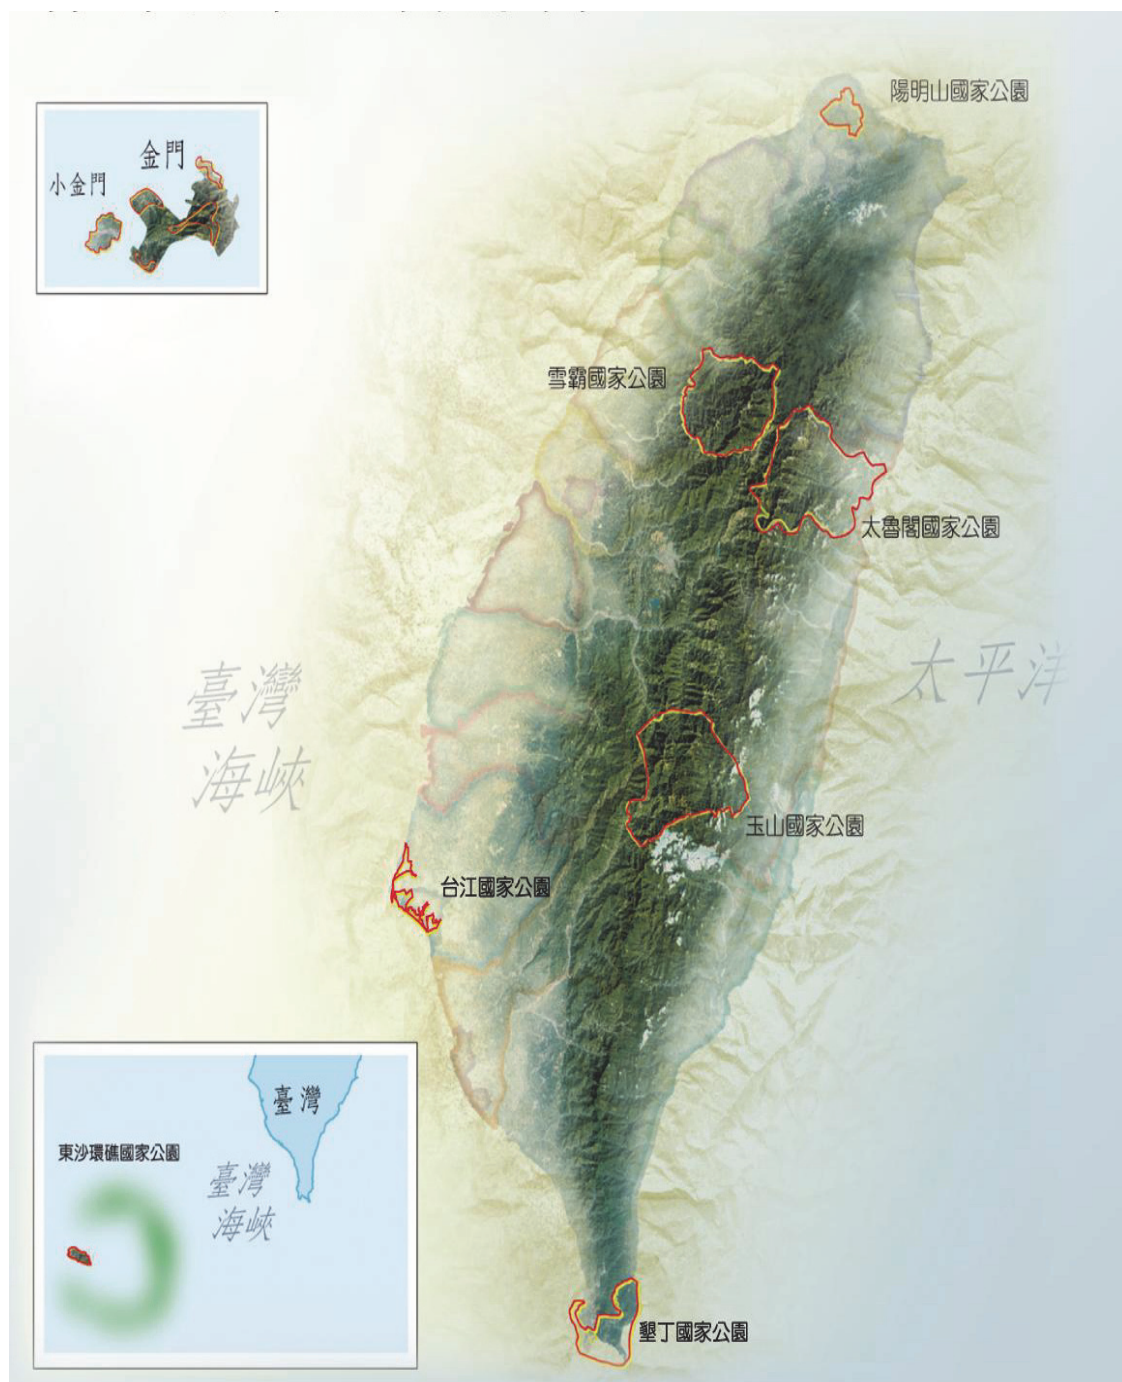 陽明山國家公園
金門
小金門
雪霸國家公園
太魯閣國家公園
臺灣
海峽
太平洋
玉山國家公園
台江國家公園
臺灣
東沙環礁國家公園
臺灣
海峽
墾丁國家公園